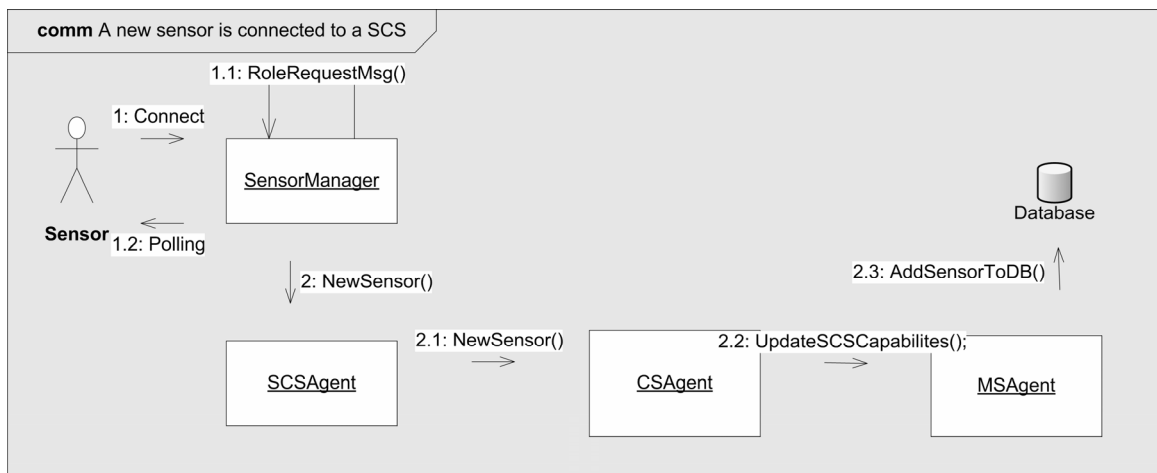 comm A new sensor is connected to a SCS
1.1: RoleRequestMsg()
1: Connect
SensorManager
Sensor
1.2: Polling
Database
2: NewSensor()
2.3: AddSensorToDB()
2.1: NewSensor()
2.2: UpdateSCSCapabilites();
SCSAgent
CSAgent
MSAgent